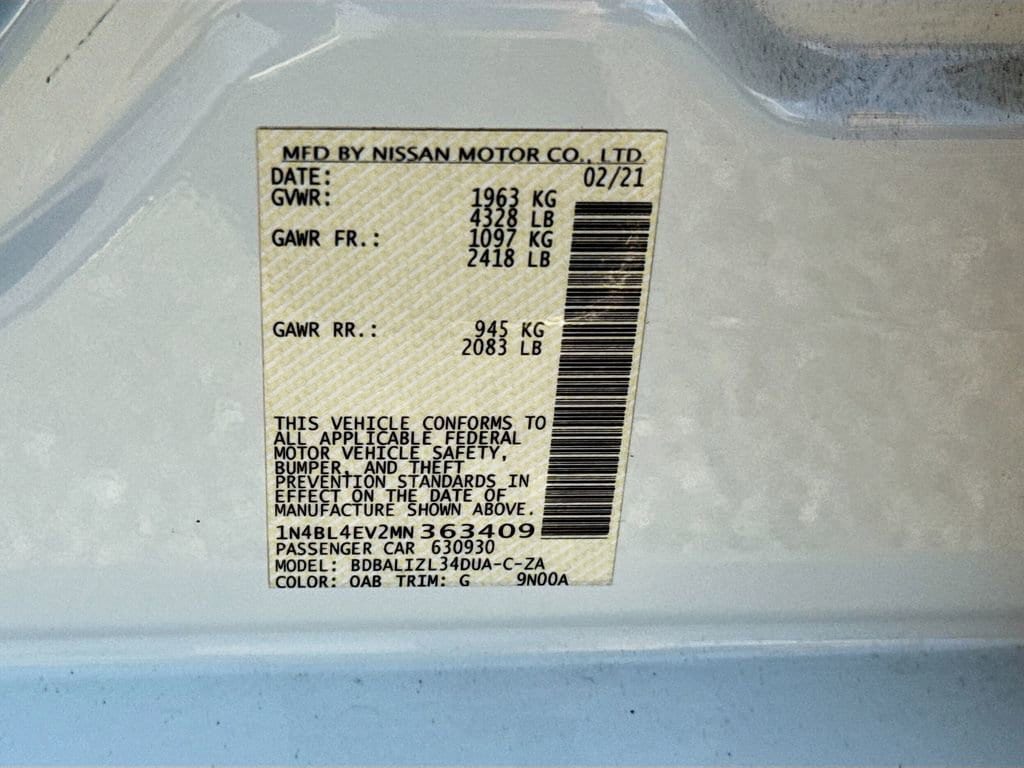 MFD BY NISSAN MOTOR CO., LTD.
DATE: 02/21
GVWR: 1963 KG
4328 LB
GAWR FR.: 1097 KG
2418 LB
GAWR RR.: 945 KG
2083 LB
THIS VEHICLE CONFORMS TO
ALL APPLICABLE FEDERAL
MOTOR VEHICLE SAFETY,
BUMPER, AND THEFT
PREVENTION STANDARDS IN
EFFECT ON THE DATE OF
MANUFACTURE SHOWN ABOVE.
1N4BL4EV2MN363409
PASSENGER CAR 630930
MODEL: BDBALIZL34DUA-C-ZA
COLOR: QAB TRIM: G 9N00A